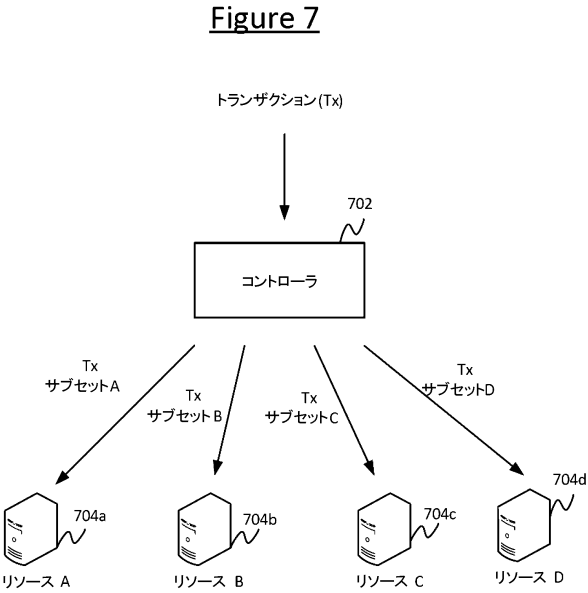 Figure 7
トランザクション(Tx)
702
コントローラ
Tx
サブセットA
Tx
サブセットB
Tx
サブセットC
Tx
サブセットD
704a
704b
704c
704d
リソース A
リソース B
リソース C
リソース D